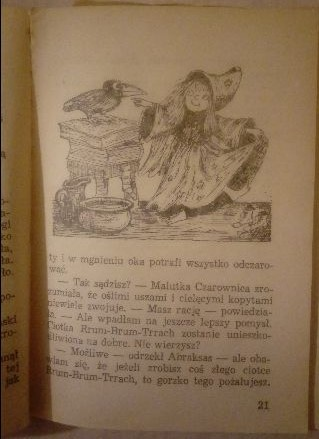 ty i w mgnieniu oka potrafi wszystko odczaro-
wać.
— Tak sądzisz? — Malutka Czarownica zro-
zumiała, że oślimi uszami i cielęcymi kopytami
niewiele zwojuje. — Masz rację — powiedzia-
ła. — Ale wpadłam na jeszcze lepszy pomysł.
Ciotka Rrum-Brum-Trrach zostanie unieszko-
dliwiona na dobre. Nie wierzysz?
— Możliwe — odrzekł Abraksas — ale oba-
wiam się, że jeżeli zrobisz coś złego ciotce
Rrum-Brum-Trrach, to gorzko tego pożałujesz.
21